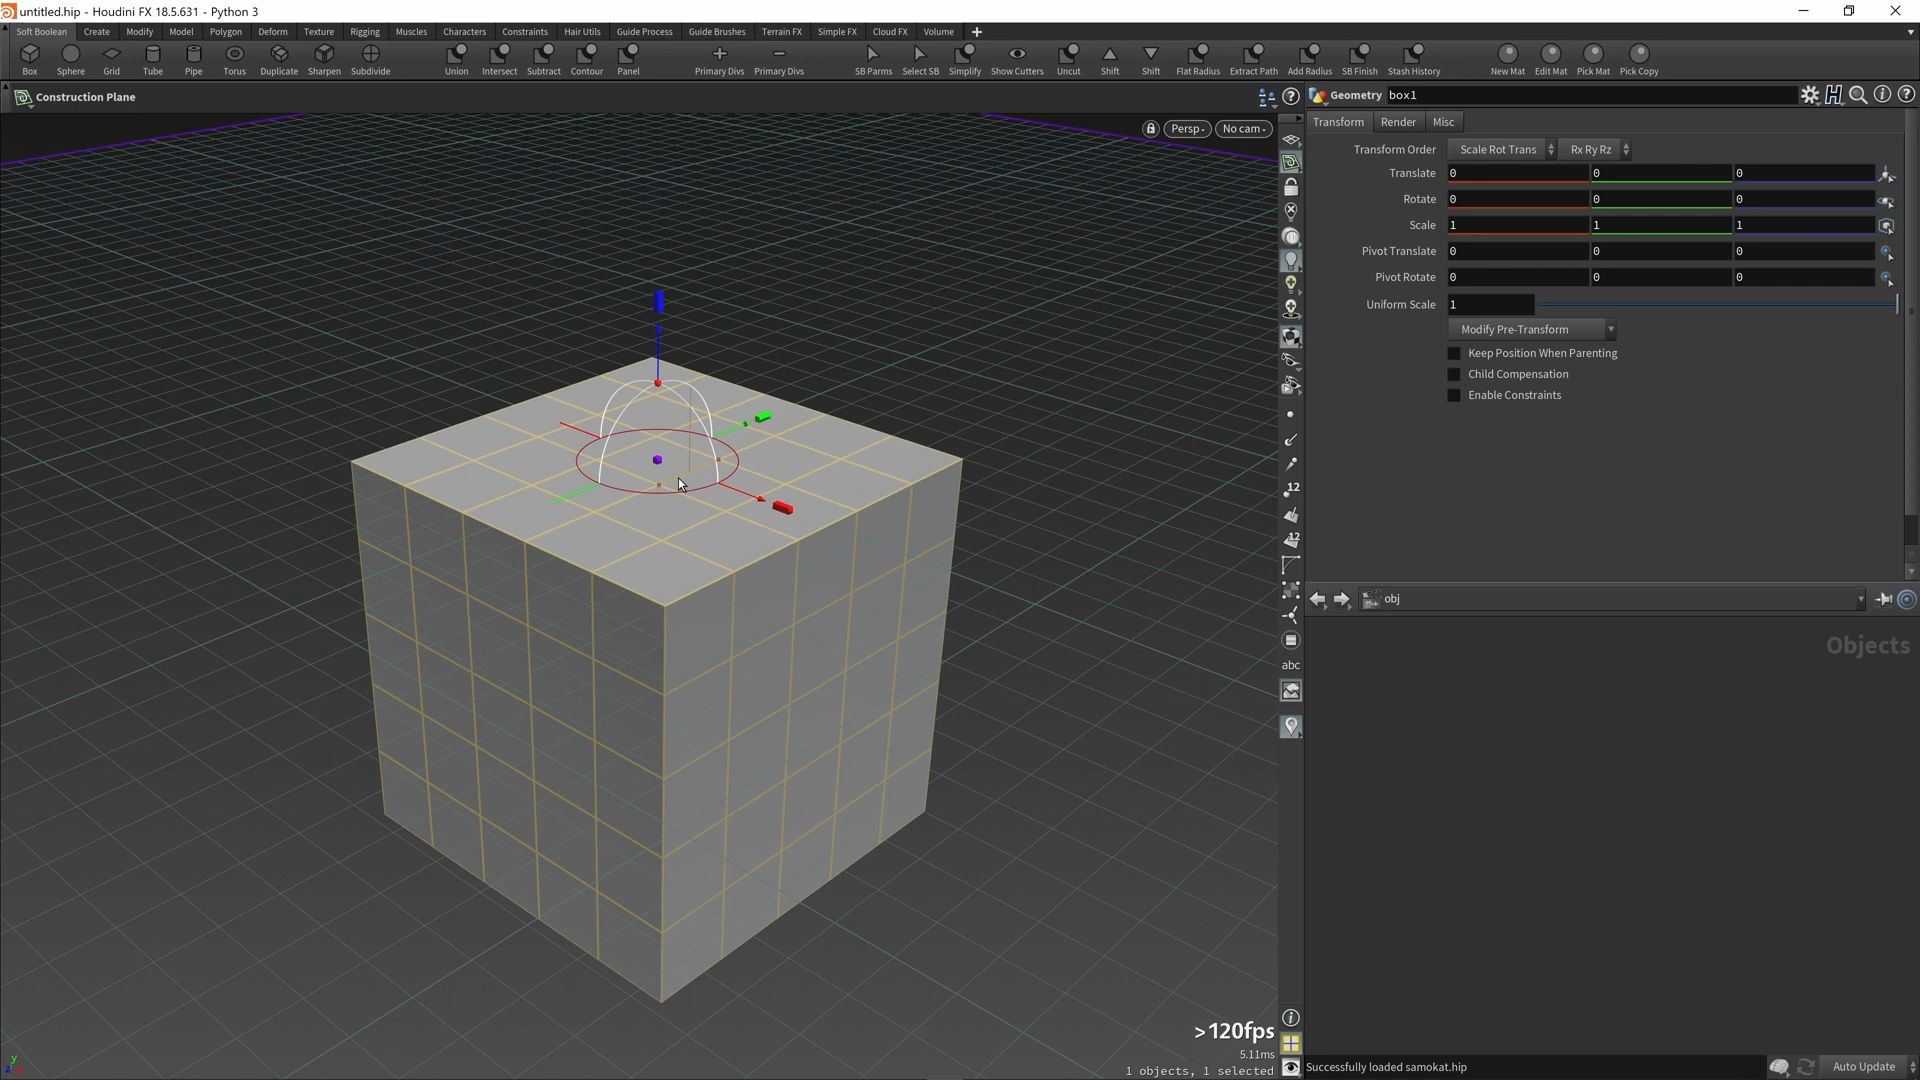 untitled.hip - Houdini FX 18.5.631 - Python 3
Soft Boolean Create Modify Model Polygon Deform Texture Rigging Muscles Characters Constraints Hair Utils Guide Process Guide Brushes Terrain FX Simple FX Cloud FX Volume +
Box Sphere Grid Tube Pipe Torus Duplicate Sharpen Subdivide Union Intersect Subtract Contour Panel Primary Divs Primary Divs SB Parms Select SB Simplify Show Cutters Uncut Shift Shift Flat Radius Extract Path Add Radius SB Finish Stash History New Mat Edit Mat Pick Mat Pick Copy
Construction Plane
Persp No cam
Geometry box1
Transform Render Misc
Transform Order Scale Rot Trans Rx Ry Rz
Translate 0 0 0
Rotate 0 0 0
Scale 1 1 1
Pivot Translate 0 0 0
Pivot Rotate 0 0 0
Uniform Scale 1
Modify Pre-Transform
Keep Position When Parenting
Child Compensation
Enable Constraints
12
12
abc
obj
Objects
>120fps
5.11ms
1 objects, 1 selected
y
Successfully loaded samokat.hip
Auto Update